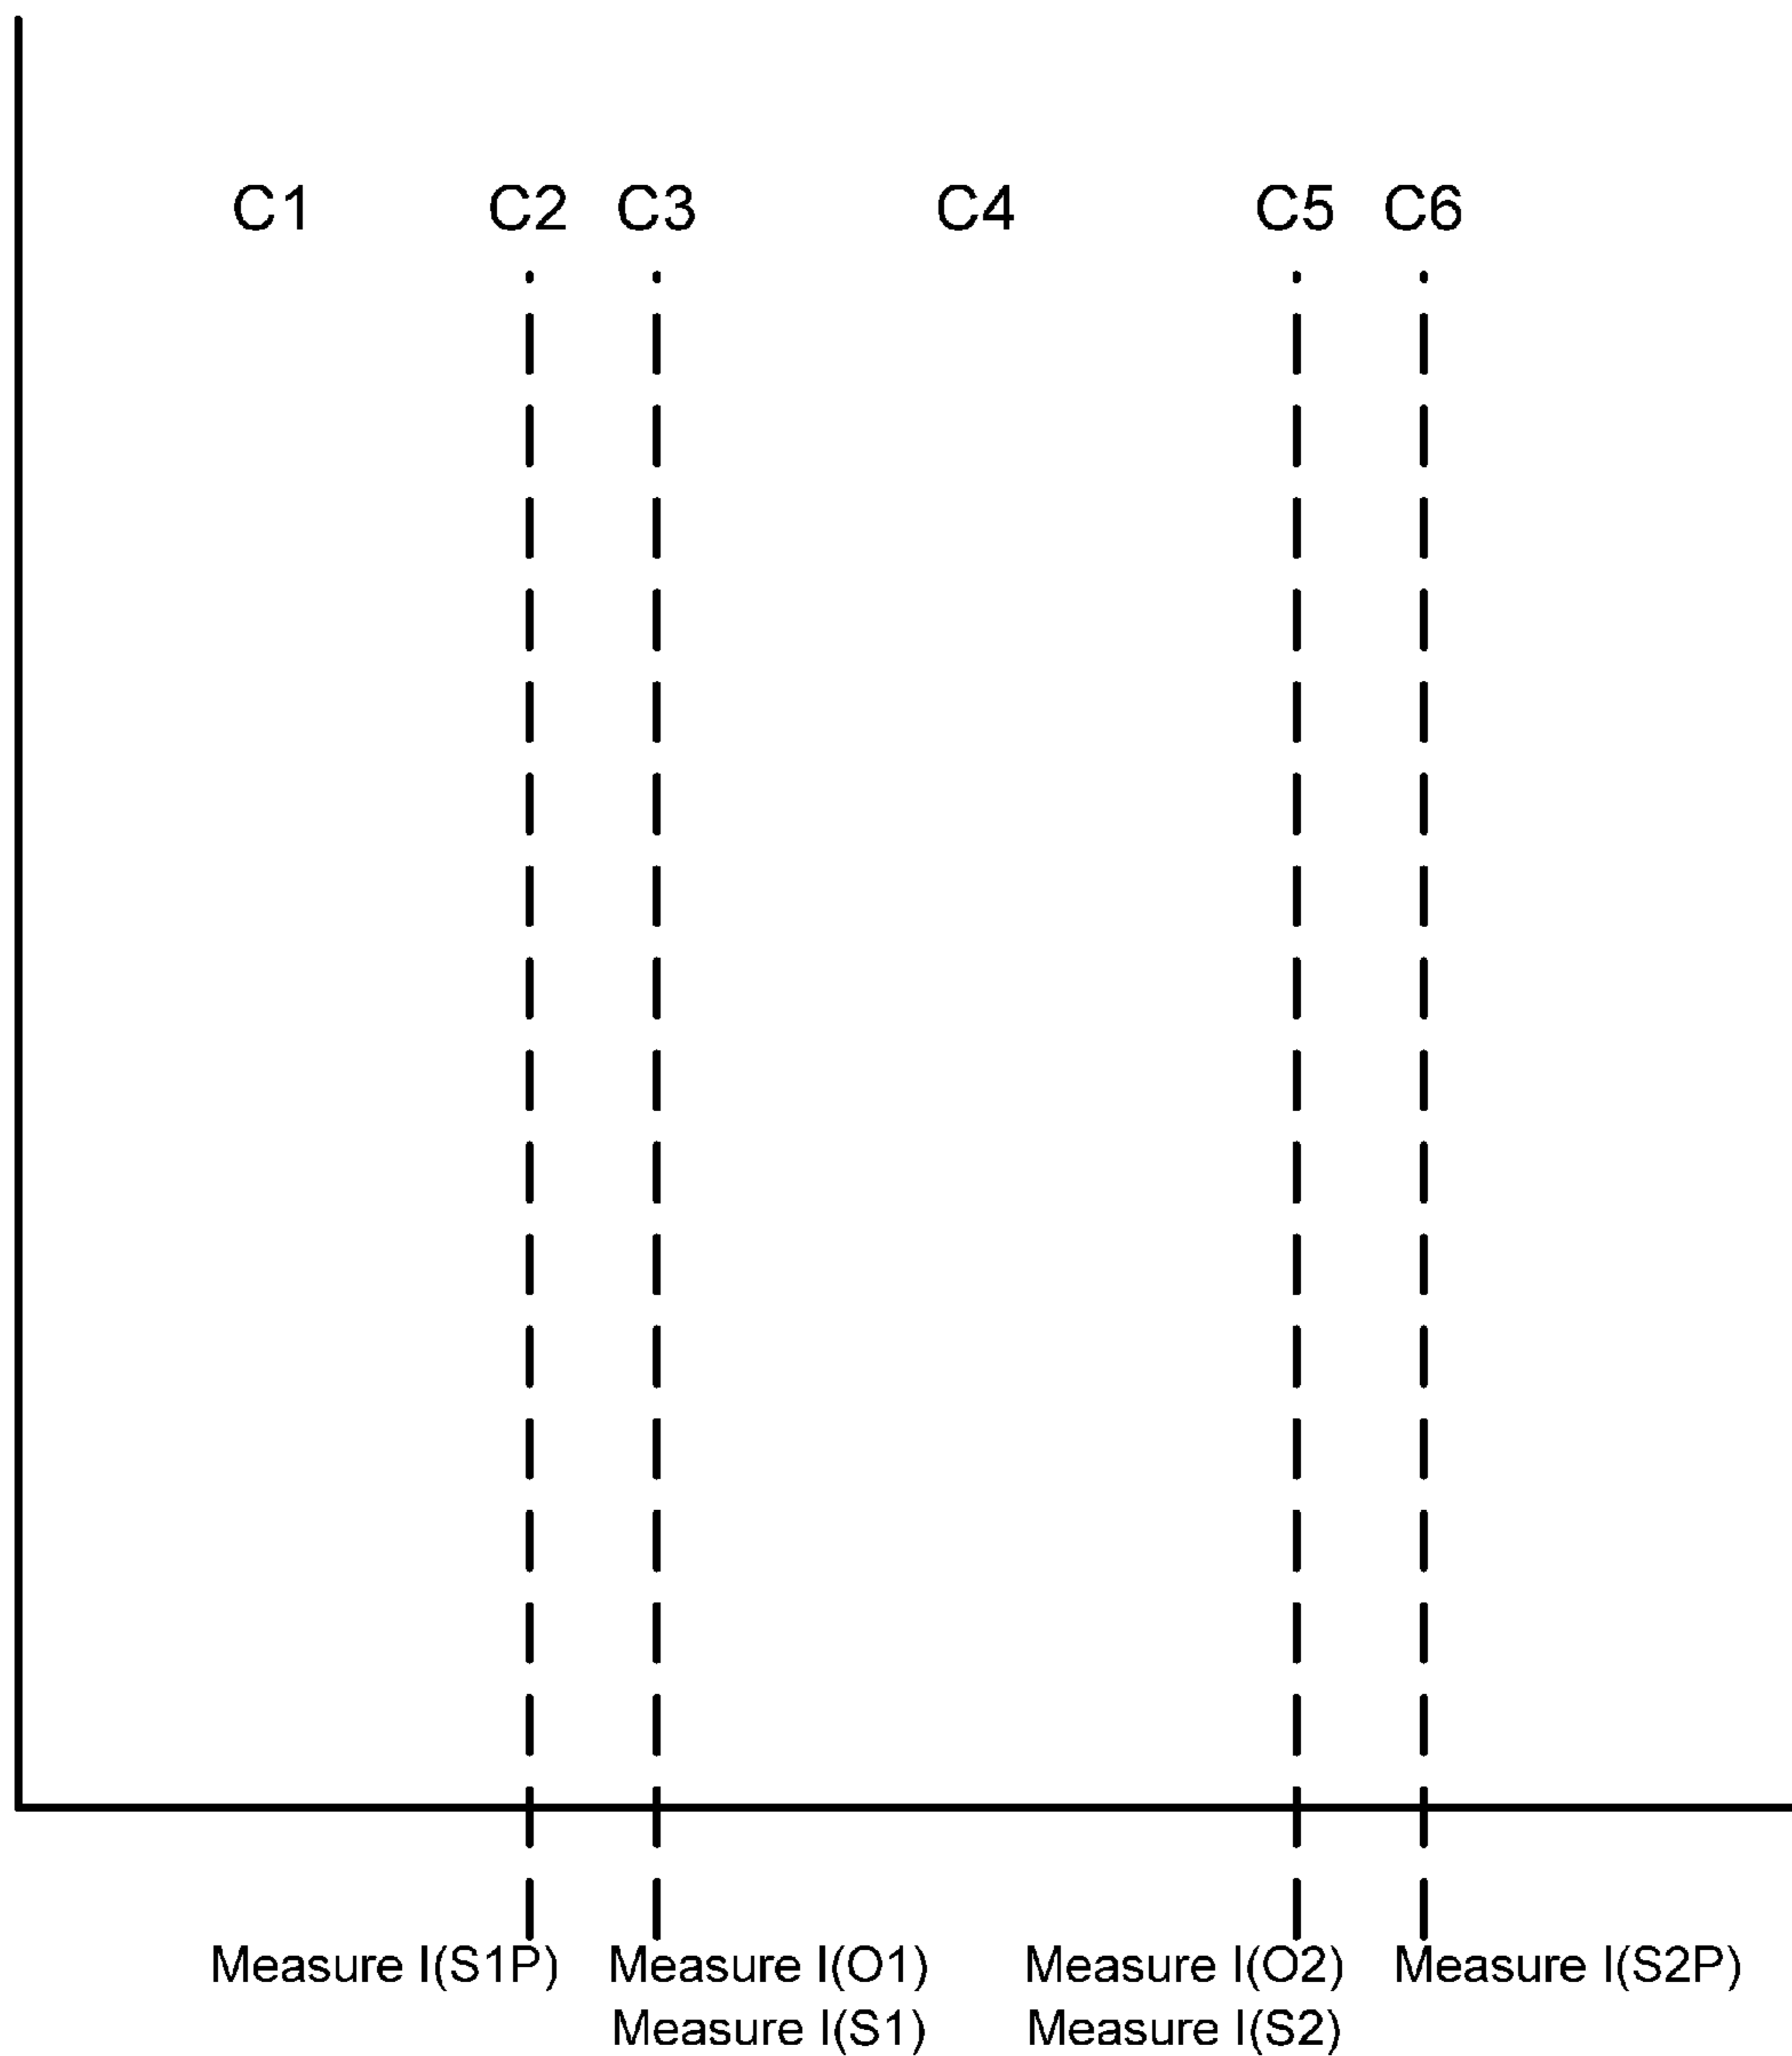 C1 C2 C3 C4 C5 C6
Measure I(S1P) Measure I(O1) Measure I(O2) Measure I(S2P)
Measure I(S1) Measure I(S2)